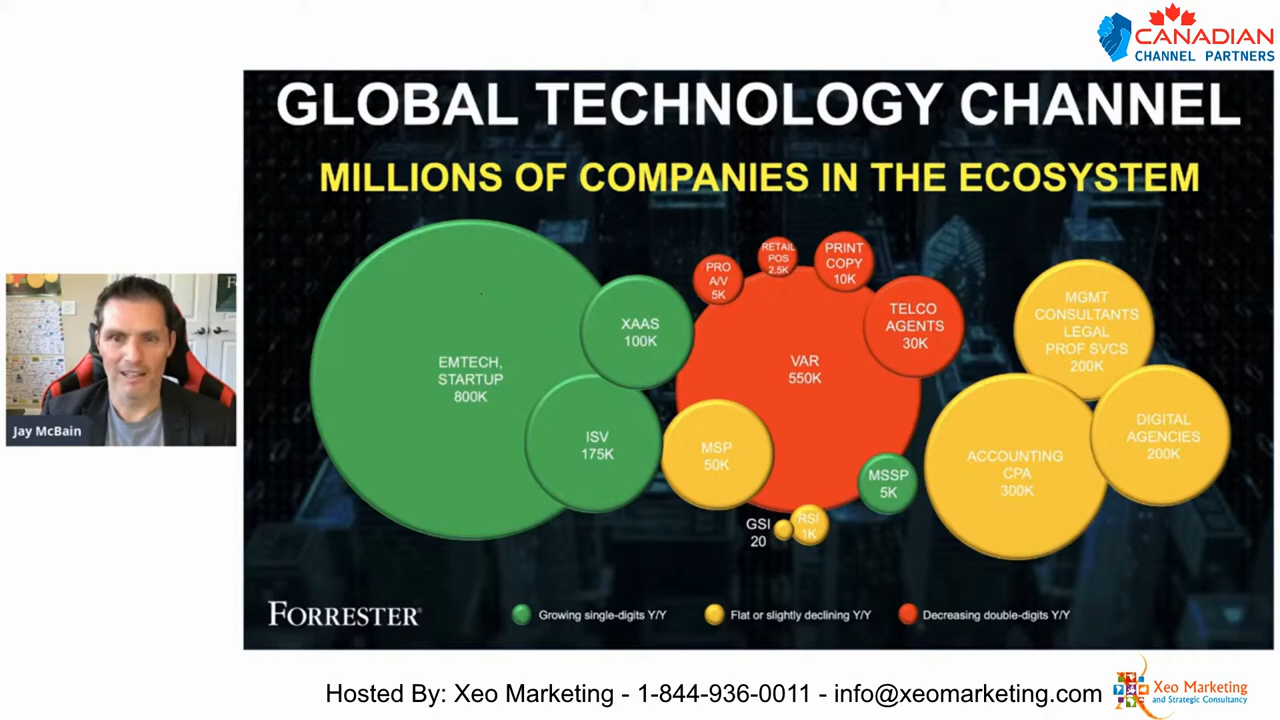 CANADIAN
CHANNEL PARTNERS
GLOBAL TECHNOLOGY CHANNEL
MILLIONS OF COMPANIES IN THE ECOSYSTEM
EMTECH,
STARTUP
800K
XAAS
100K
ISV
175K
PRO
A/V
5K
RETAIL
POS
2.5K
PRINT
COPY
10K
TELCO
AGENTS
30K
VAR
550K
MSP
50K
MSSP
5K
GSI
20
RSI
1K
MGMT
CONSULTANTS
LEGAL
PROF SVCS
200K
ACCOUNTING
CPA
300K
DIGITAL
AGENCIES
200K
Jay McBain
FORRESTER®
Growing single-digits Y/Y
Flat or slightly declining Y/Y
Decreasing double-digits Y/Y
Hosted By: Xeo Marketing - 1-844-936-0011 - info@xeomarketing.com
Xeo Marketing
and Strategic Consultancy